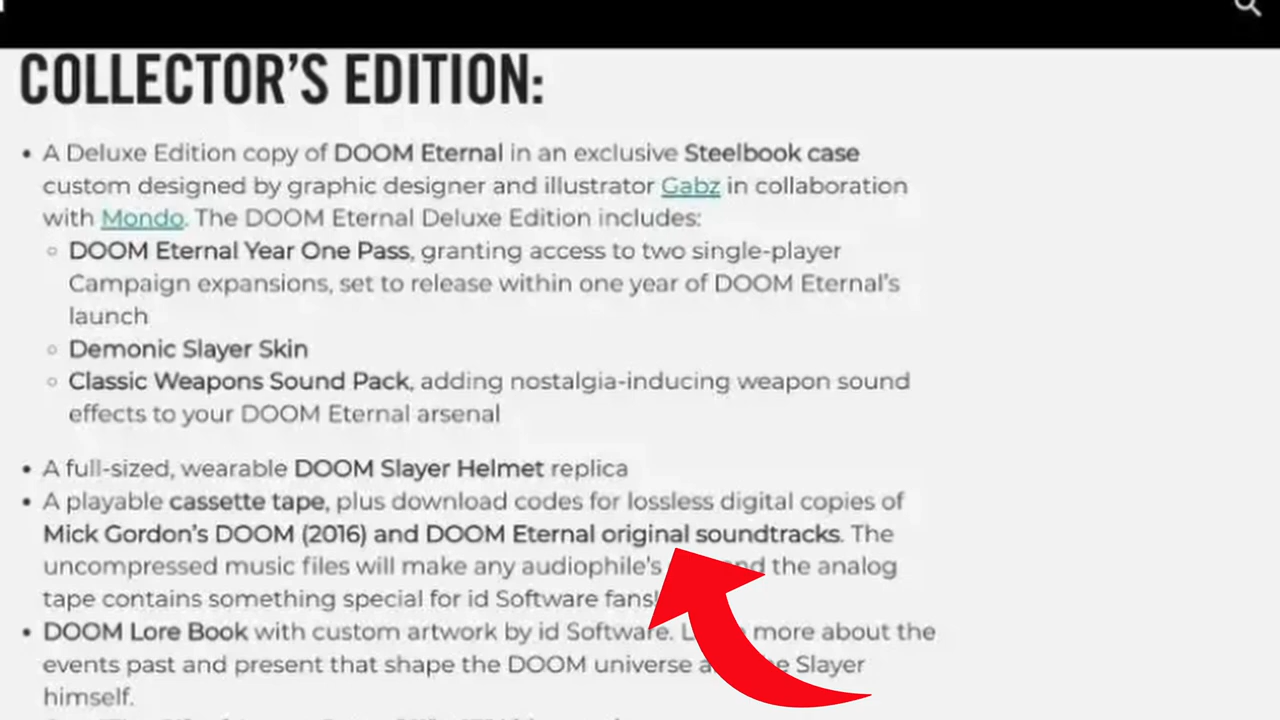 COLLECTOR'S EDITION:
• A Deluxe Edition copy of DOOM Eternal in an exclusive Steelbook case
custom designed by graphic designer and illustrator Gabz in collaboration
with Mondo. The DOOM Eternal Deluxe Edition includes:
◦ DOOM Eternal Year One Pass, granting access to two single-player
Campaign expansions, set to release within one year of DOOM Eternal's
launch
◦ Demonic Slayer Skin
◦ Classic Weapons Sound Pack, adding nostalgia-inducing weapon sound
effects to your DOOM Eternal arsenal
• A full-sized, wearable DOOM Slayer Helmet replica
• A playable cassette tape, plus download codes for lossless digital copies of
Mick Gordon's DOOM (2016) and DOOM Eternal original soundtracks. The
uncompressed music files will make any audiophile's the analog
tape contains something special for id Software fans!
• DOOM Lore Book with custom artwork by id Software. more about the
events past and present that shape the DOOM universe Slayer
himself.